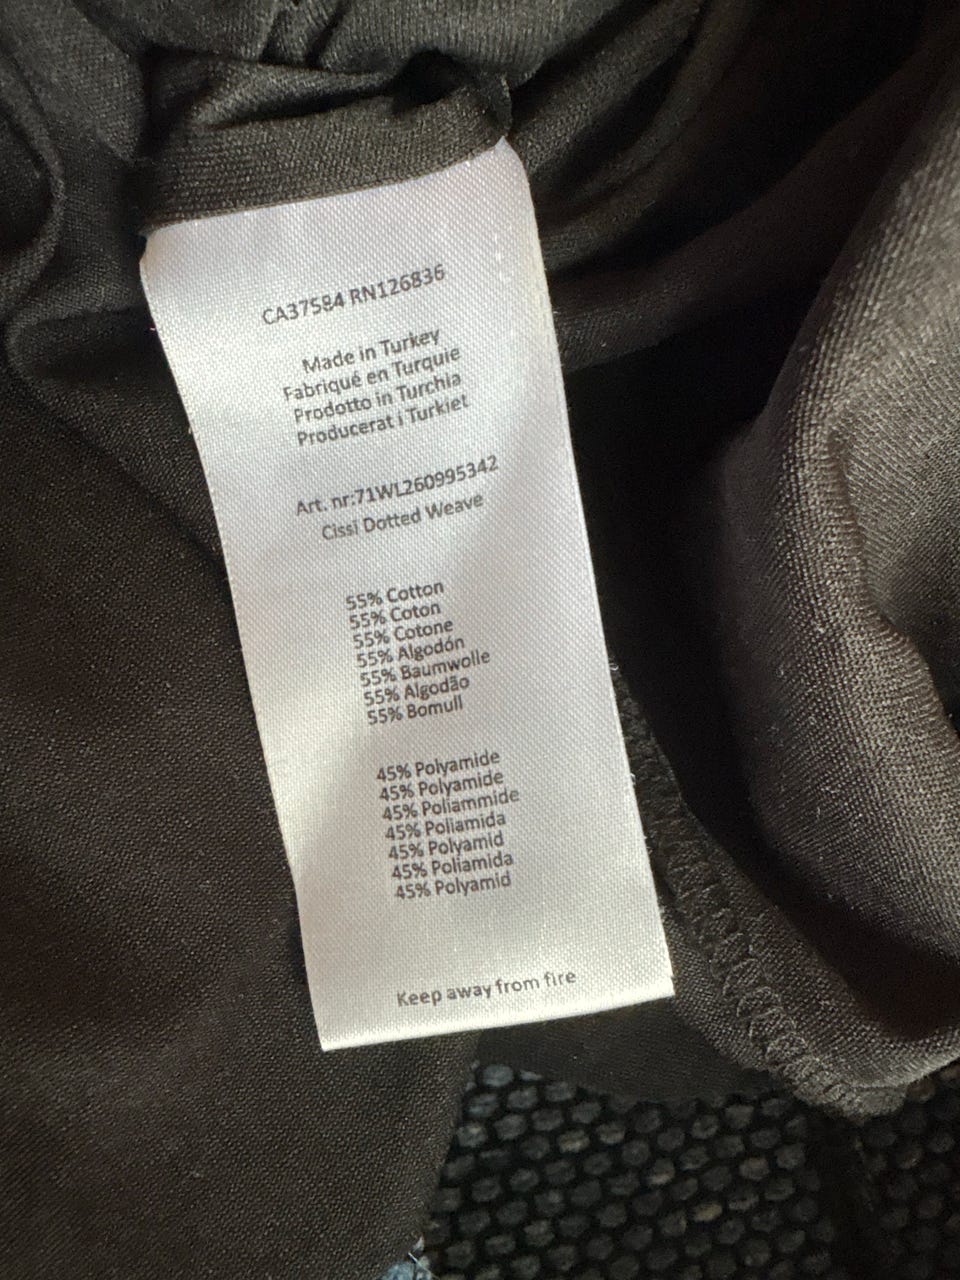 CA37584 RN126836
Made in Turkey
Fabriqué en Turquie
Prodotto in Turchia
Producerat i Turkiet
Art. nr:71WL260995342
Cissi Dotted Weave
55% Cotton
55% Coton
55% Cotone
55% Algodón
55% Baumwolle
55% Algodão
55% Bomull
45% Polyamide
45% Polyamide
45% Poliammide
45% Poliamida
45% Polyamid
45% Poliamida
45% Polyamid
Keep away from fire